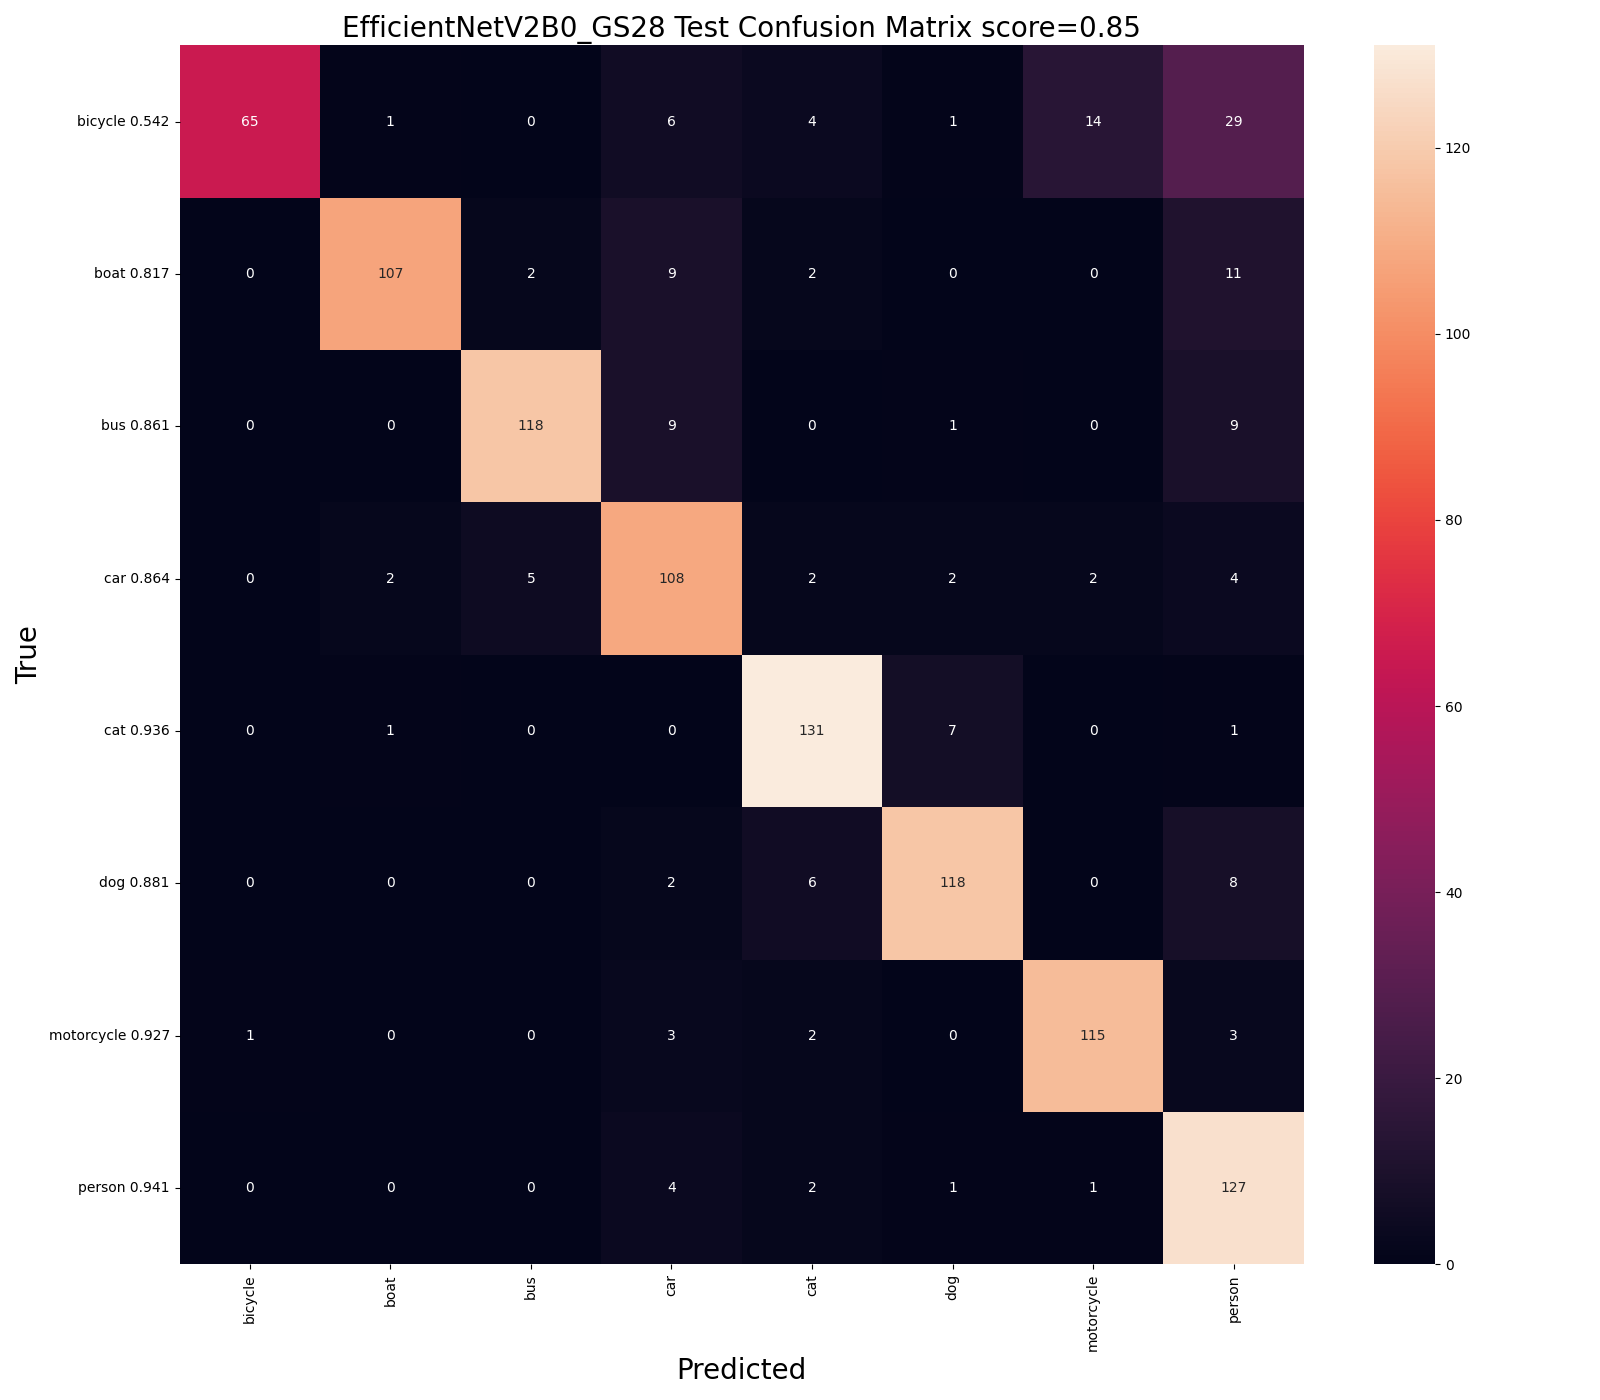 EfficientNetV2B0_GS28 Test Confusion Matrix score=0.85
bicycle 0.542 65 1 0 6 4 1 14 29
boat 0.817 0 107 2 9 2 0 0 11
bus 0.861 0 0 118 9 0 1 0 9
car 0.864 0 2 5 108 2 2 2 4
cat 0.936 0 1 0 0 131 7 0 1
dog 0.881 0 0 0 2 6 118 0 8
motorcycle 0.927 1 0 0 3 2 0 115 3
person 0.941 0 0 0 4 2 1 1 127
True
bicycle boat bus car cat dog motorcycle person
Predicted
120
100
80
60
40
20
0